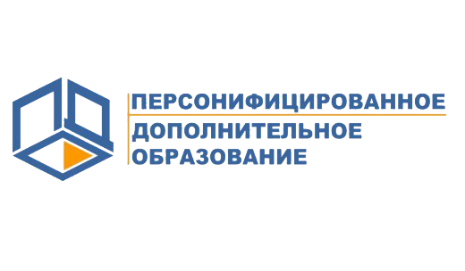 ПЕРСОНИФИЦИРОВАННОЕ
ДОПОЛНИТЕЛЬНОЕ
ОБРАЗОВАНИЕ